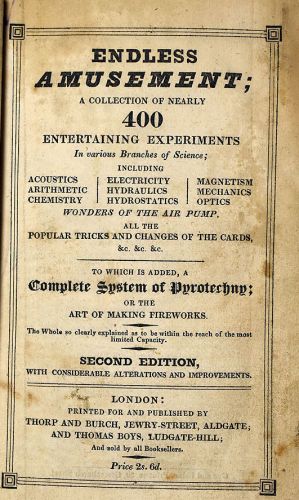 ENDLESS
AMUSEMENT;
A COLLECTION OF NEARLY
400
ENTERTAINING EXPERIMENTS
In various Branches of Science;
INCLUDING
ACOUSTICS ELECTRICITY MAGNETISM
ARITHMETIC HYDRAULICS MECHANICS
CHEMISTRY HYDROSTATICS OPTICS
WONDERS OF THE AIR PUMP.
ALL THE
POPULAR TRICKS AND CHANGES OF THE CARDS,
&c. &c. &c.
TO WHICH IS ADDED, A
Complete System of Pyrotechny;
OR THE
ART OF MAKING FIREWORKS.
The Whole so clearly explained as to be within the reach of the most
limited Capacity.
SECOND EDITION,
WITH CONSIDERABLE ALTERATIONS AND IMPROVEMENTS.
LONDON:
PRINTED FOR AND PUBLISHED BY
THORP AND BURCH, JEWRY-STREET, ALDGATE;
AND THOMAS BOYS, LUDGATE-HILL;
And sold by all Booksellers.
Price 2s. 6d.